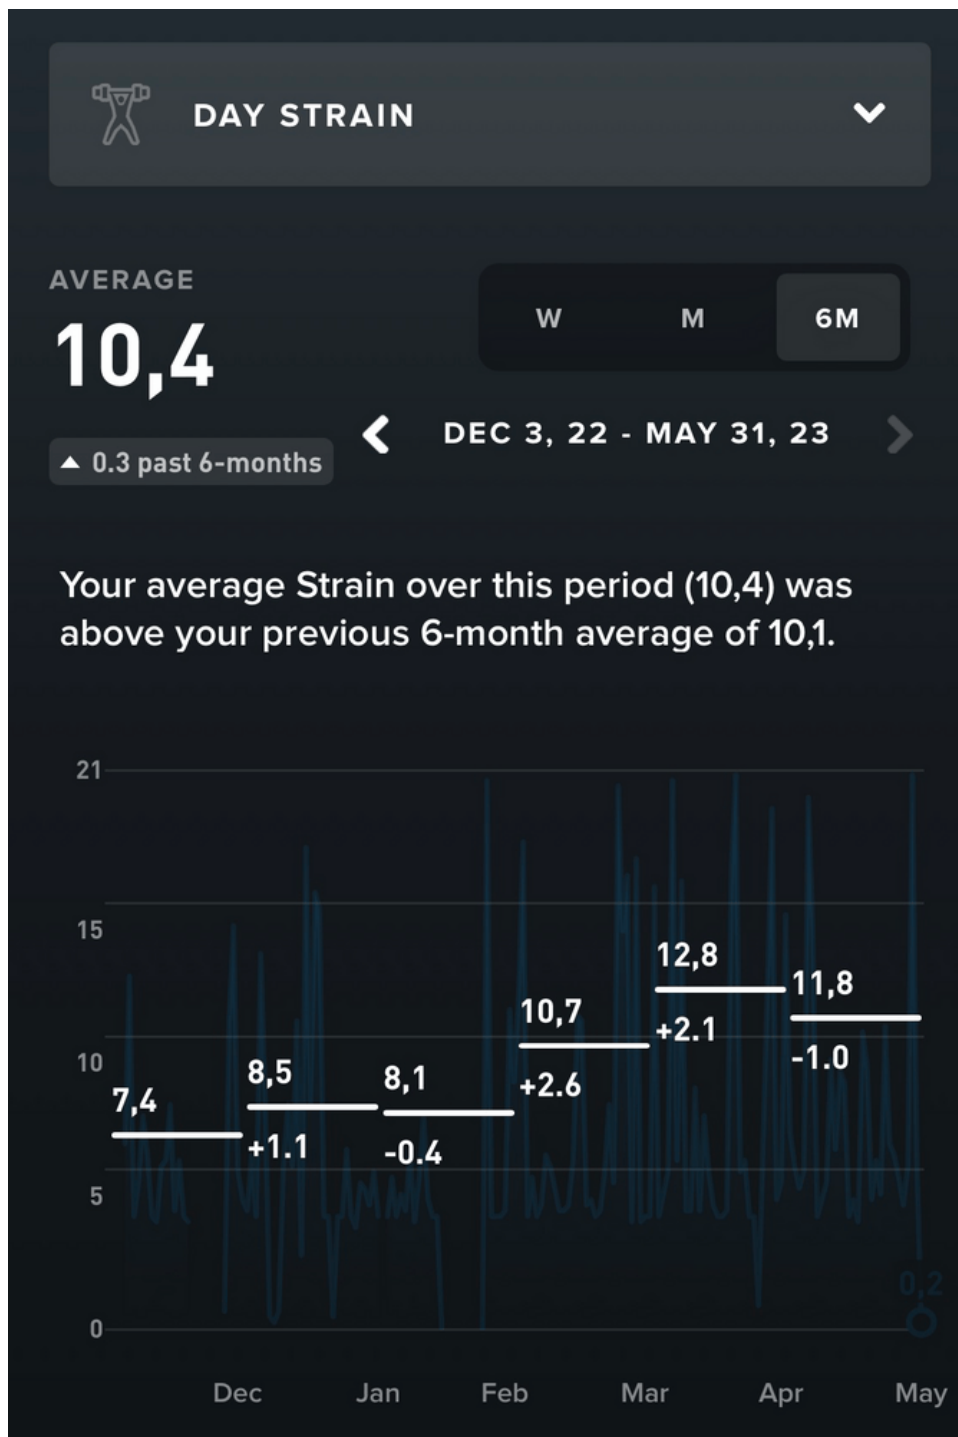 DAY STRAIN
AVERAGE
10,4
W M 6M
0.3 past 6-months
DEC 3, 22 - MAY 31, 23
Your average Strain over this period (10,4) was
above your previous 6-month average of 10,1.
21
15
10
5
0
7,4
8,5
+1.1
8,1
-0.4
10,7
+2.6
12,8
+2.1
11,8
-1.0
0,2
Dec Jan Feb Mar Apr May